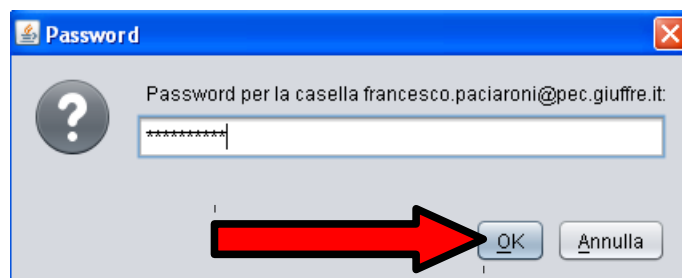 Password
Password per la casella francesco.paciaroni@pec.giuffre.it:
**********
OK
Annulla